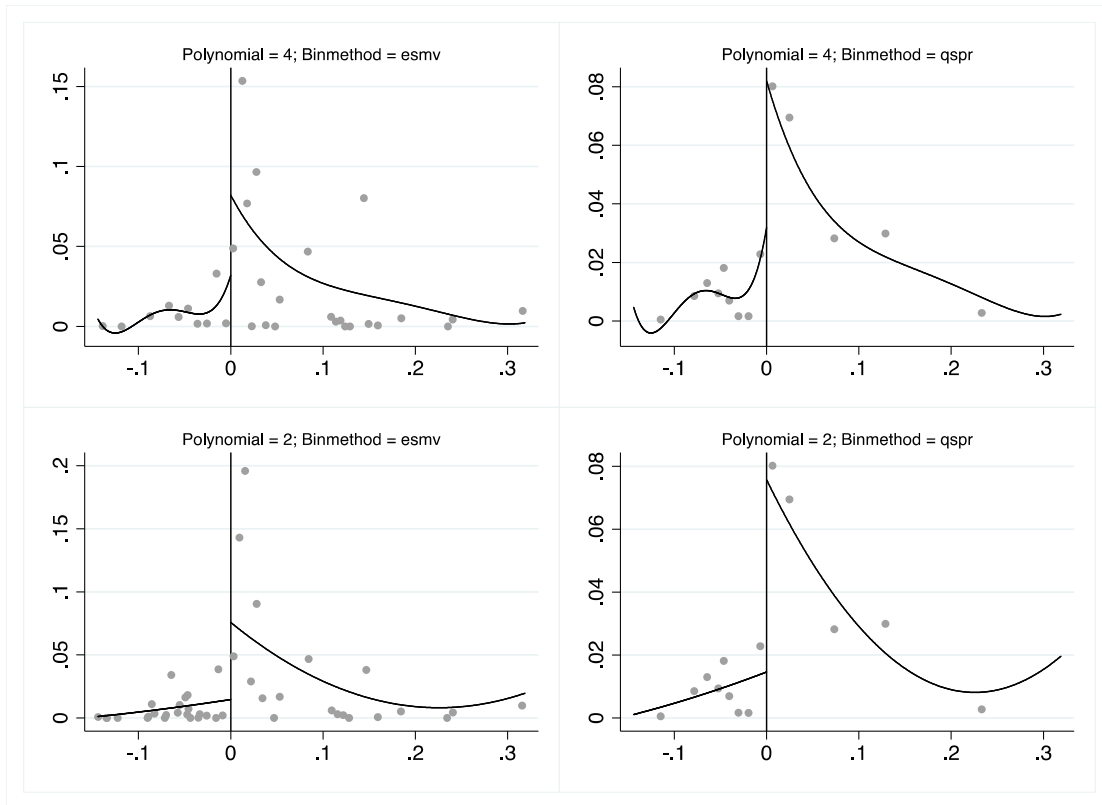 Polynomial = 4; Binmethod = esmv
.15
.1
.05
0
-.1 0 .1 .2 .3
Polynomial = 4; Binmethod = qspr
.08
.06
.04
.02
0
-.1 0 .1 .2 .3
Polynomial = 2; Binmethod = esmv
.2
.15
.1
.05
0
-.1 0 .1 .2 .3
Polynomial = 2; Binmethod = qspr
.08
.06
.04
.02
0
-.1 0 .1 .2 .3